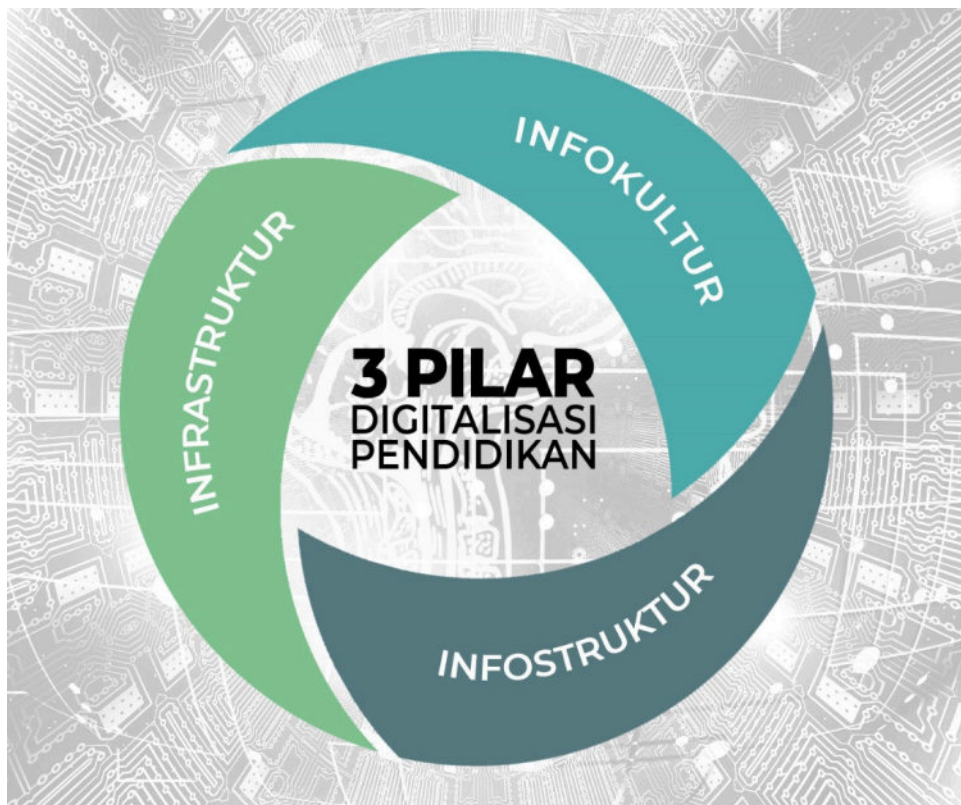 INFOKULTUR
INFRASTRUKTUR
3 PILAR
DIGITALISASI
PENDIDIKAN
INFOSTRUKTUR